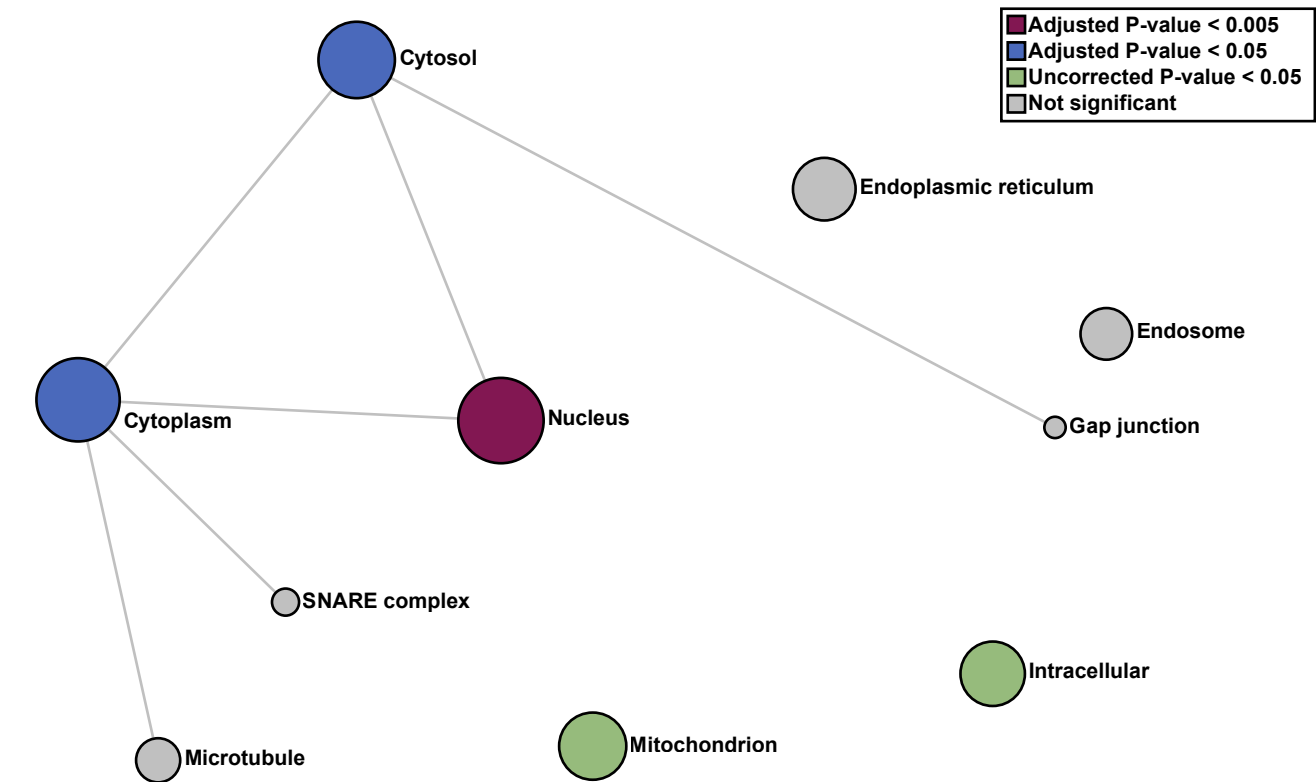 Adjusted P-value < 0.005
Adjusted P-value < 0.05
Uncorrected P-value < 0.05
Not significant
Cytosol
Endoplasmic reticulum
Endosome
Cytoplasm
Nucleus
Gap junction
SNARE complex
Intracellular
Mitochondrion
Microtubule